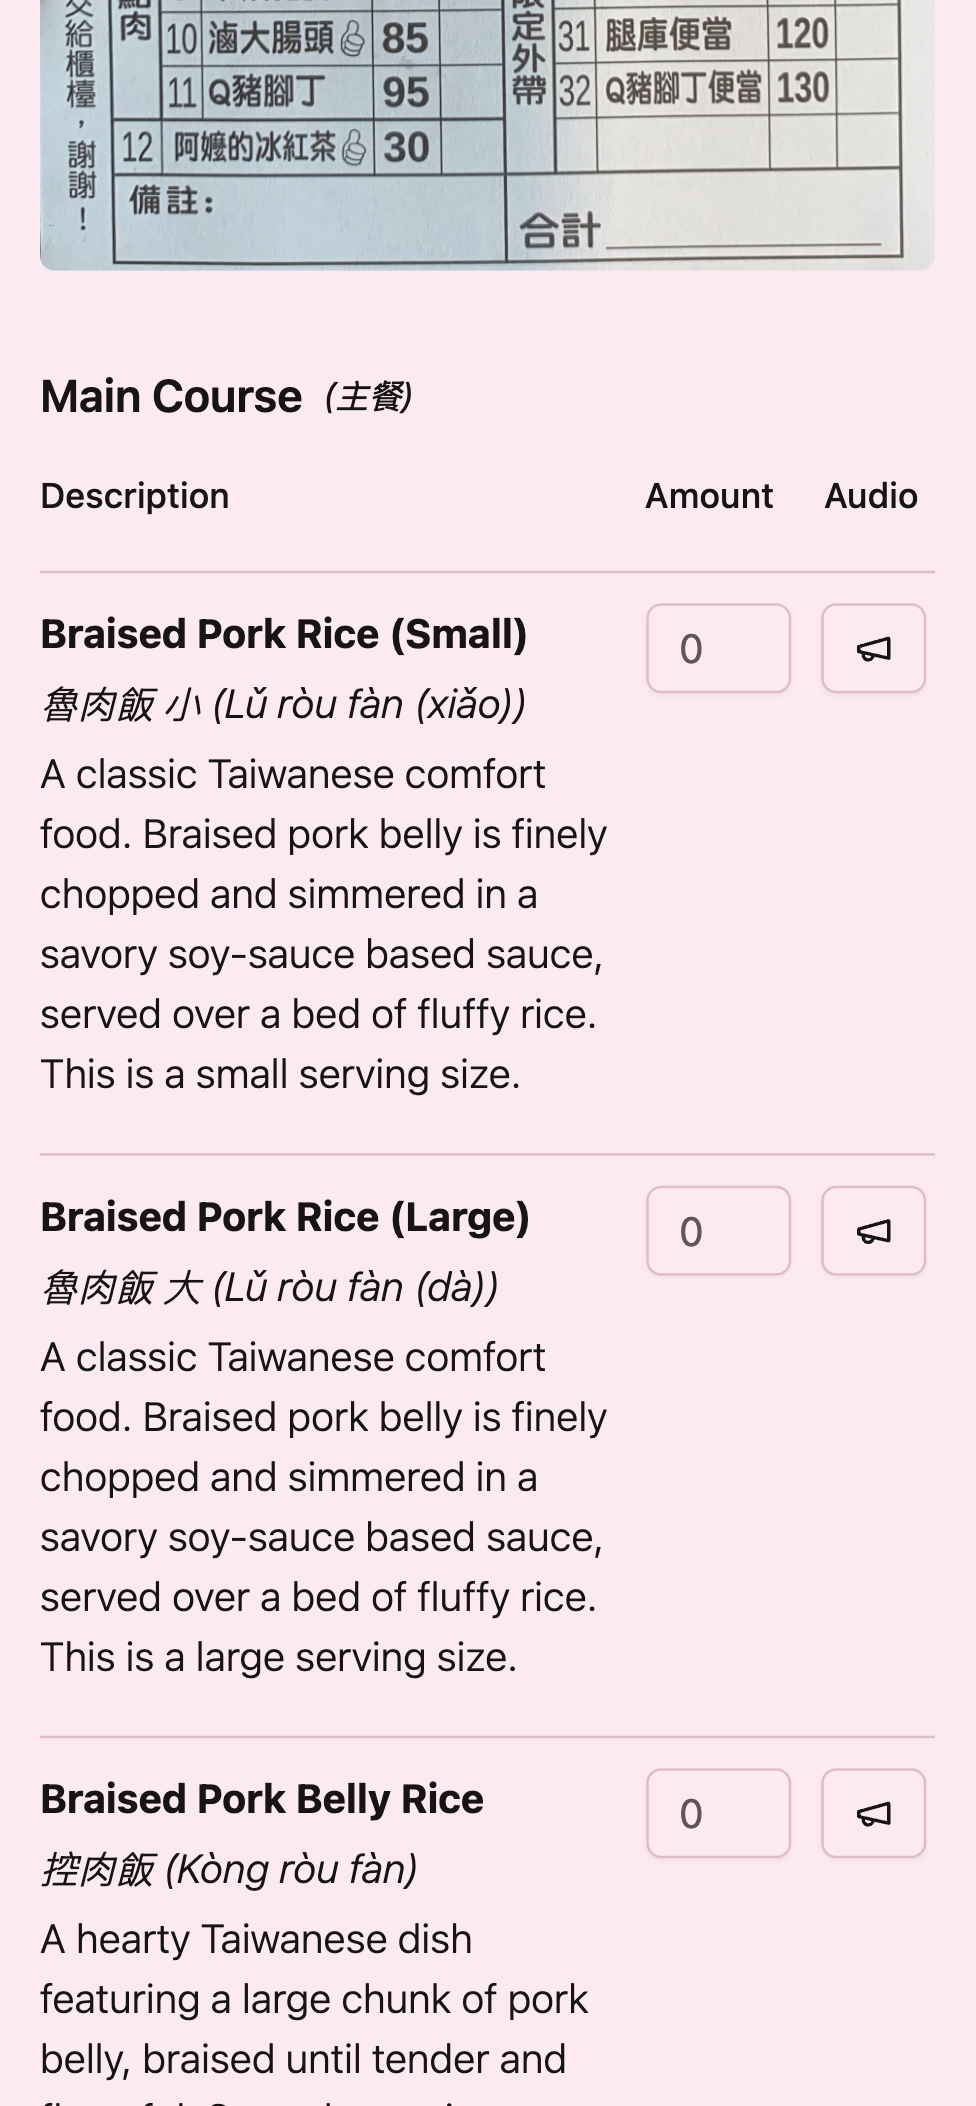 交給櫃檯，謝謝！
點肉
10 滷大腸頭 85
11 Q豬腳丁 95
12 阿嬤的冰紅茶 30
備註：
限定外帶
31 腿庫便當 120
32 Q豬腳丁便當 130
合計
Main Course (主餐)
Description Amount Audio
Braised Pork Rice (Small) 0
魯肉飯 小 (Lǔ ròu fàn (xiǎo))
A classic Taiwanese comfort
food. Braised pork belly is finely
chopped and simmered in a
savory soy-sauce based sauce,
served over a bed of fluffy rice.
This is a small serving size.
Braised Pork Rice (Large) 0
魯肉飯 大 (Lǔ ròu fàn (dà))
A classic Taiwanese comfort
food. Braised pork belly is finely
chopped and simmered in a
savory soy-sauce based sauce,
served over a bed of fluffy rice.
This is a large serving size.
Braised Pork Belly Rice 0
控肉飯 (Kòng ròu fàn)
A hearty Taiwanese dish
featuring a large chunk of pork
belly, braised until tender and